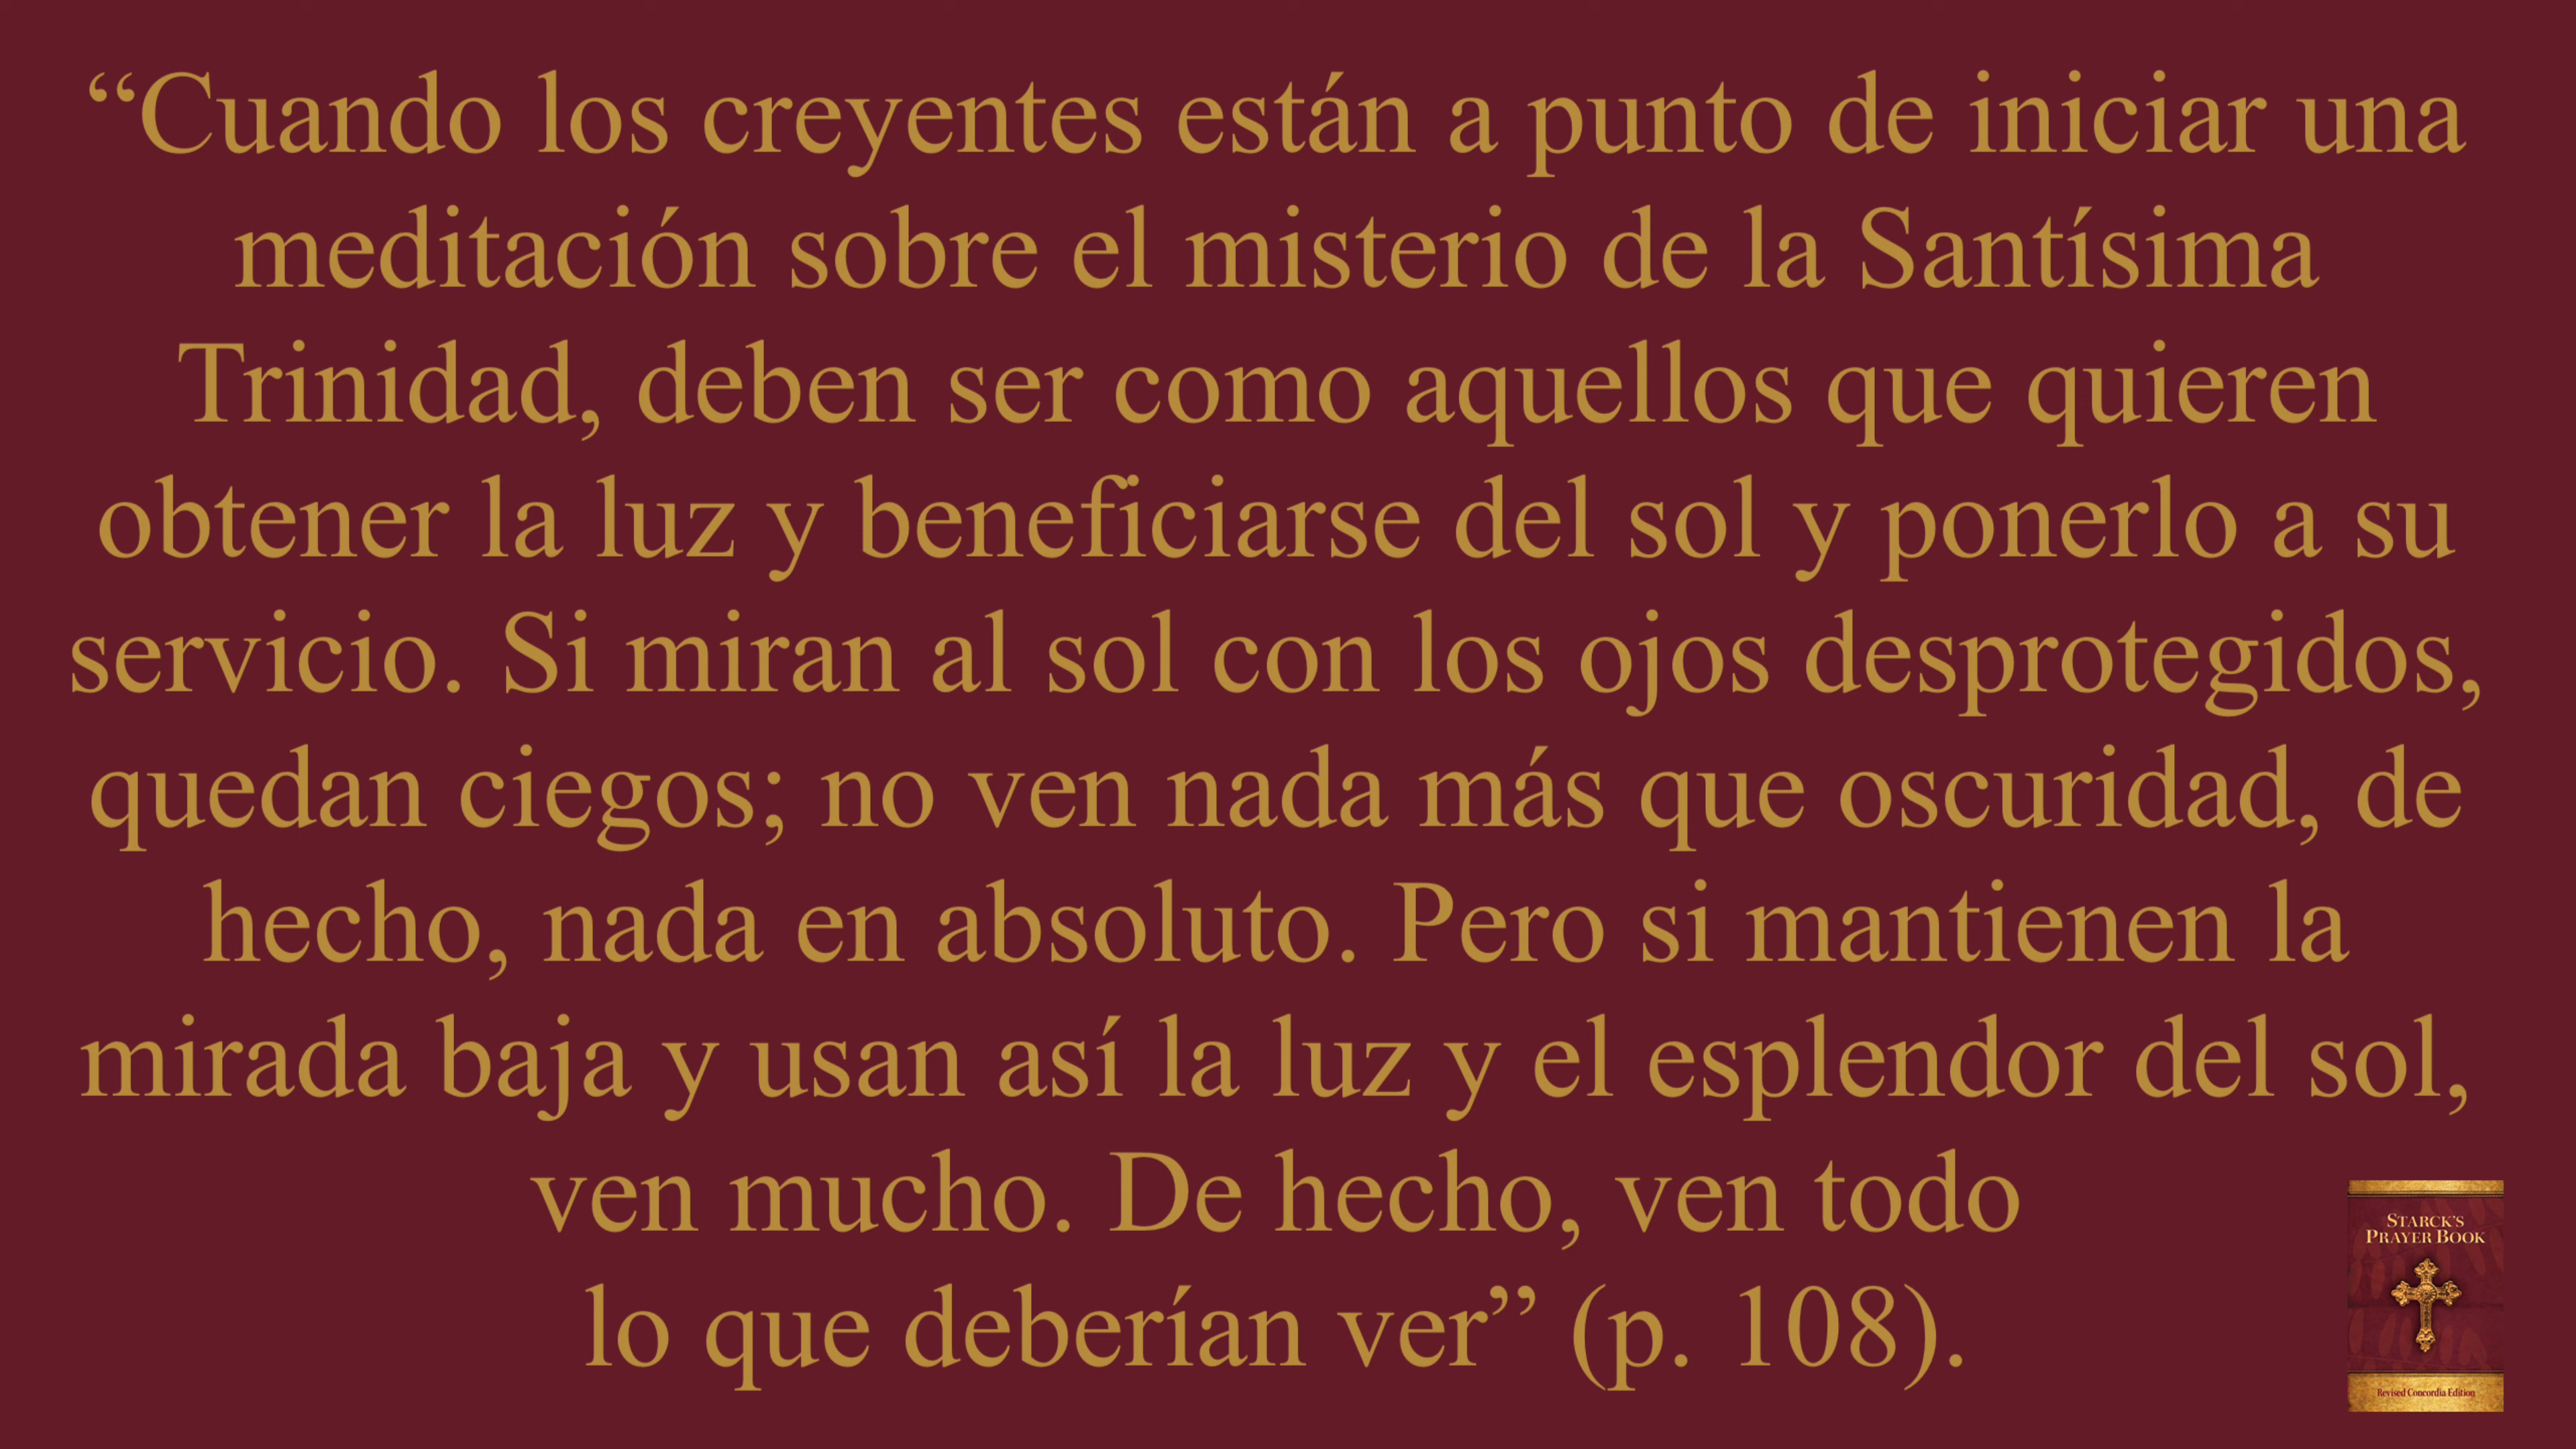 “Cuando los creyentes están a punto de iniciar una
meditación sobre el misterio de la Santísima
Trinidad, deben ser como aquellos que quieren
obtener la luz y beneficiarse del sol y ponerlo a su
servicio. Si miran al sol con los ojos desprotegidos,
quedan ciegos; no ven nada más que oscuridad, de
hecho, nada en absoluto. Pero si mantienen la
mirada baja y usan así la luz y el esplendor del sol,
ven mucho. De hecho, ven todo
lo que deberían ver” (p. 108).
STARCK'S
PRAYER BOOK
Revised Concordia Edition